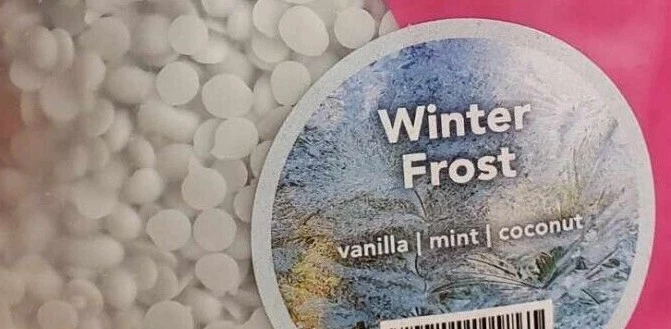 Winter
Frost
vanilla | mint | coconut